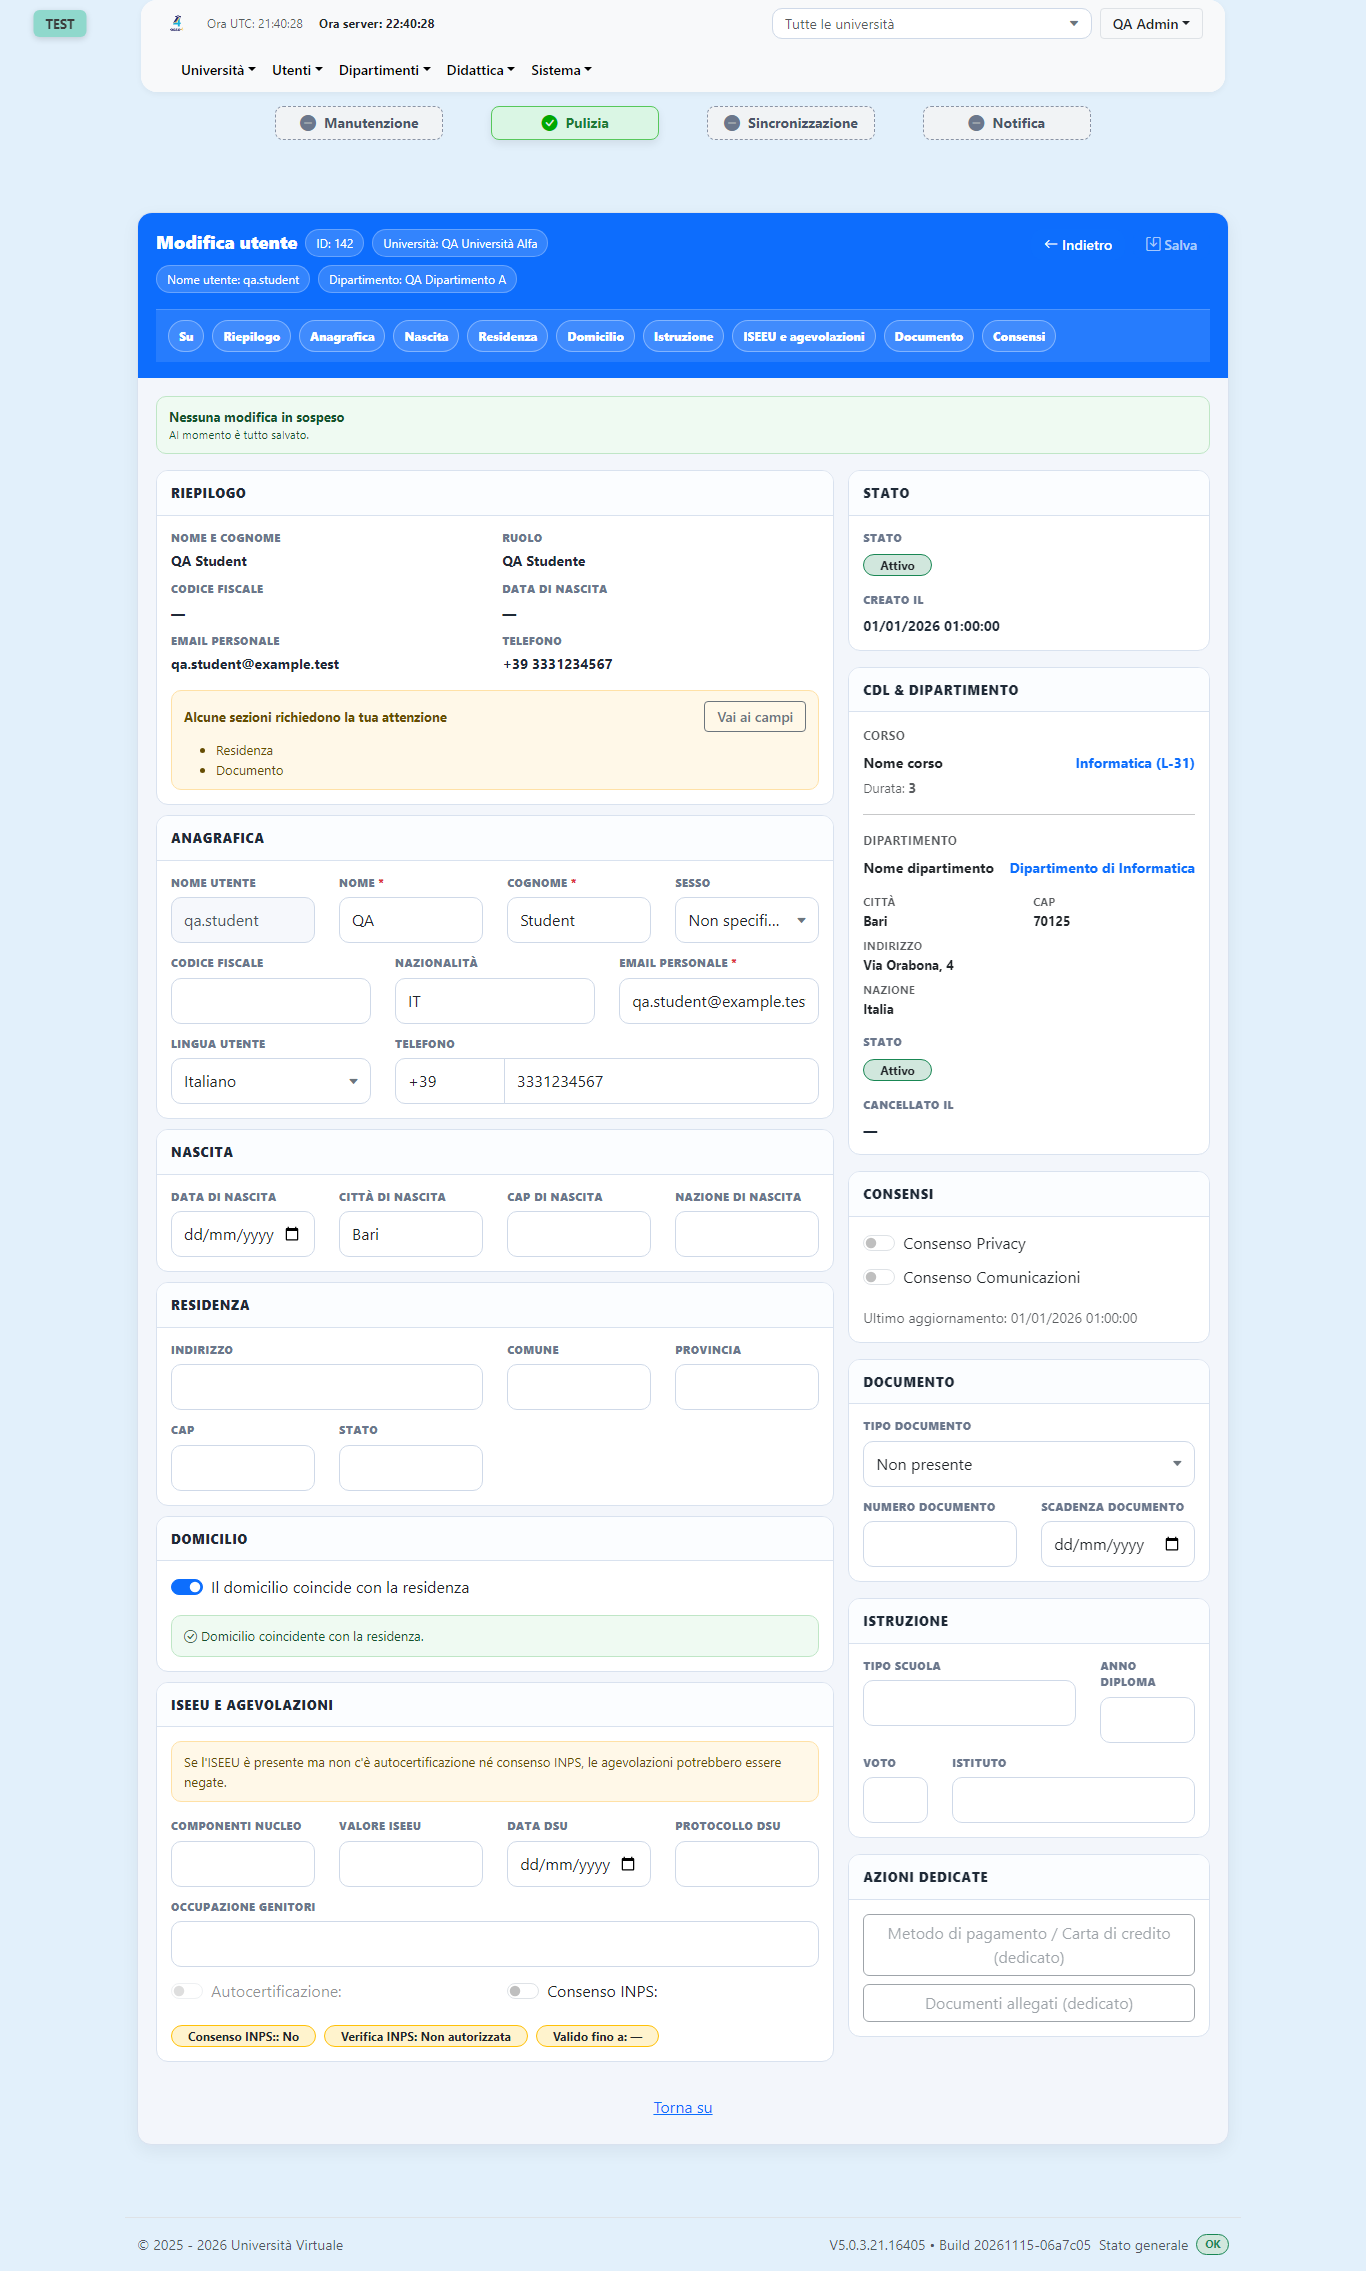 TEST
Ora UTC: 21:40:28 Ora server: 22:40:28
Tutte le università
QA Admin
Università Utenti Dipartimenti Didattica Sistema
Manutenzione
Pulizia
Sincronizzazione
Notifica
Modifica utente ID: 142 Università: QA Università Alfa
Indietro Salva
Nome utente: qa.student Dipartimento: QA Dipartimento A
Su Riepilogo Anagrafica Nascita Residenza Domicilio Istruzione ISEEU e agevolazioni Documento Consensi
Nessuna modifica in sospeso
Al momento è tutto salvato.
RIEPILOGO
NOME E COGNOME RUOLO
QA Student QA Studente
CODICE FISCALE DATA DI NASCITA
— —
EMAIL PERSONALE TELEFONO
qa.student@example.test +39 3331234567
Alcune sezioni richiedono la tua attenzione Vai ai campi
• Residenza
• Documento
ANAGRAFICA
NOME UTENTE NOME * COGNOME * SESSO
qa.student QA Student Non specifi...
CODICE FISCALE NAZIONALITÀ EMAIL PERSONALE *
IT qa.student@example.tes
LINGUA UTENTE TELEFONO
Italiano +39 3331234567
NASCITA
DATA DI NASCITA CITTÀ DI NASCITA CAP DI NASCITA NAZIONE DI NASCITA
dd/mm/yyyy Bari
RESIDENZA
INDIRIZZO COMUNE PROVINCIA
CAP STATO
DOMICILIO
Il domicilio coincide con la residenza
Domicilio coincidente con la residenza.
ISEEU E AGEVOLAZIONI
Se l'ISEEU è presente ma non c'è autocertificazione né consenso INPS, le agevolazioni potrebbero essere
negate.
COMPONENTI NUCLEO VALORE ISEEU DATA DSU PROTOCOLLO DSU
dd/mm/yyyy
OCCUPAZIONE GENITORI
Autocertificazione: Consenso INPS:
Consenso INPS:: No Verifica INPS: Non autorizzata Valido fino a: —
STATO
STATO
Attivo
CREATO IL
01/01/2026 01:00:00
CDL & DIPARTIMENTO
CORSO
Nome corso Informatica (L-31)
Durata: 3
DIPARTIMENTO
Nome dipartimento Dipartimento di Informatica
CITTÀ CAP
Bari 70125
INDIRIZZO
Via Orabona, 4
NAZIONE
Italia
STATO
Attivo
CANCELLATO IL
—
CONSENSI
Consenso Privacy
Consenso Comunicazioni
Ultimo aggiornamento: 01/01/2026 01:00:00
DOCUMENTO
TIPO DOCUMENTO
Non presente
NUMERO DOCUMENTO SCADENZA DOCUMENTO
dd/mm/yyyy
ISTRUZIONE
TIPO SCUOLA ANNO
DIPLOMA
VOTO ISTITUTO
AZIONI DEDICATE
Metodo di pagamento / Carta di credito
(dedicato)
Documenti allegati (dedicato)
Torna su
© 2025 - 2026 Università Virtuale
V5.0.3.21.16405 • Build 20261115-06a7c05 Stato generale OK